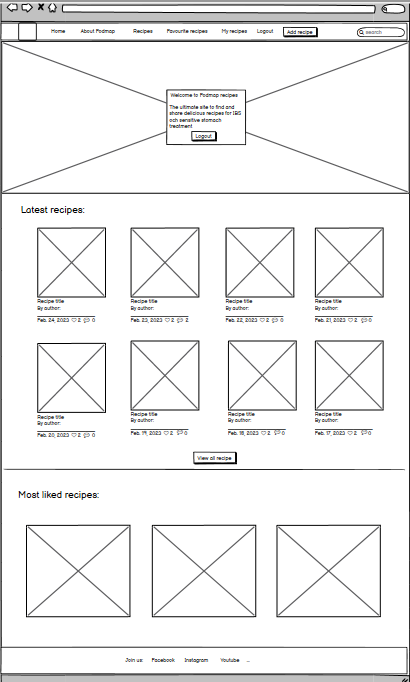 Home About Fodmap Recipes Favourite recipes My recipes Logout Add recipe search
Welcome to Fodmap recipes
The ultimate site to find and
share delicious recipes for IBS
och sensitive stomach
treatment
Logout
Latest recipes:
Recipe title Recipe title Recipe title Recipe title
By author: By author: By author: By author:
Feb. 24, 2023 2 0 Feb. 23, 2023 2 2 Feb. 22, 2023 2 0 Feb. 21, 2023 2 0
Recipe title Recipe title Recipe title Recipe title
By author: By author: By author: By author:
Feb. 20, 2023 2 0 Feb. 19, 2023 2 0 Feb. 18, 2023 2 0 Feb. 17, 2023 2 0
View all recipe
Most liked recipes:
Join us: Facebook Instagram Youtube ...